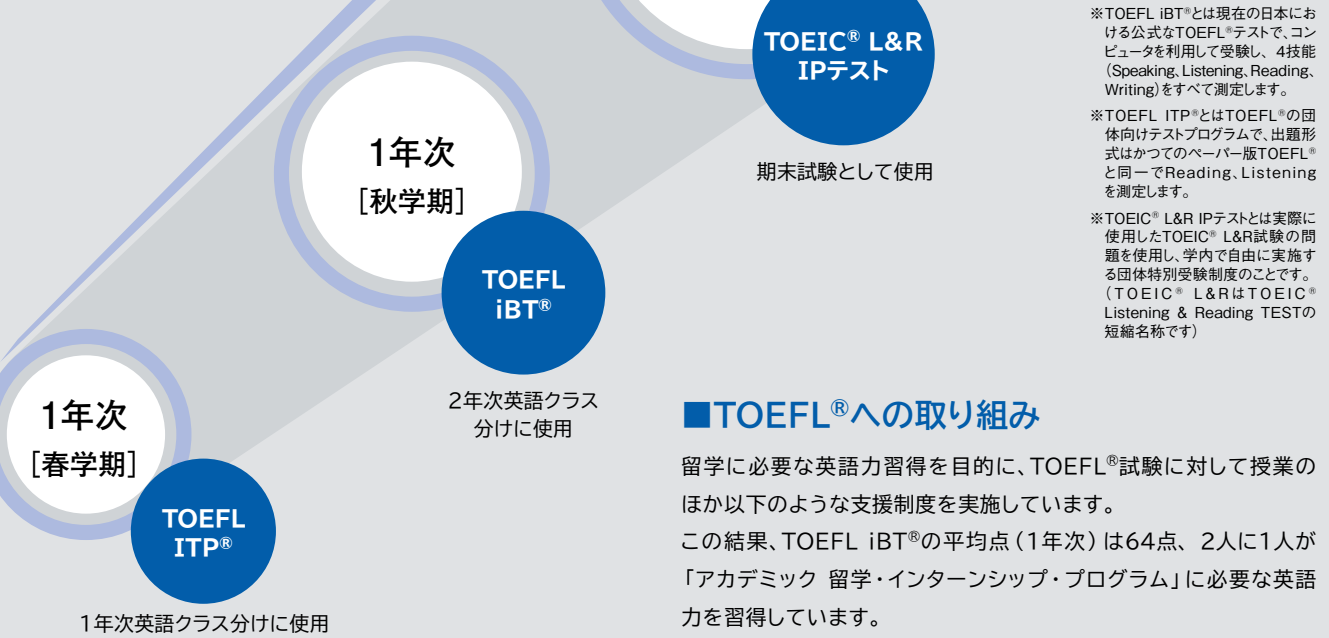 TOEIC® L&R
IPテスト
期末試験として使用
1年次
[秋学期]
TOEFL
iBT®
2年次英語クラス
分けに使用
1年次
[春学期]
TOEFL
ITP®
1年次英語クラス分けに使用
※TOEFL iBT®とは現在の日本にお
ける公式なTOEFL®テストで、コン
ピュータを利用して受験し、4技能
(Speaking、Listening、Reading、
Writing)をすべて測定します。
※TOEFL ITP®とはTOEFL®の団
体向けテストプログラムで、出題形
式はかつてのペーパー版TOEFL®
と同一でReading、Listening
を測定します。
※TOEIC® L&R IPテストとは実際に
使用したTOEIC® L&R試験の問
題を使用し、学内で自由に実施す
る団体特別受験制度のことです。
(TOEIC® L&RはTOEIC®
Listening & Reading TESTの
短縮名称です)
■TOEFL®への取り組み
留学に必要な英語力習得を目的に、TOEFL®試験に対して授業の
ほか以下のような支援制度を実施しています。
この結果、TOEFL iBT®の平均点(1年次)は64点、2人に1人が
「アカデミック 留学・インターンシップ・プログラム」に必要な英語
力を習得しています。